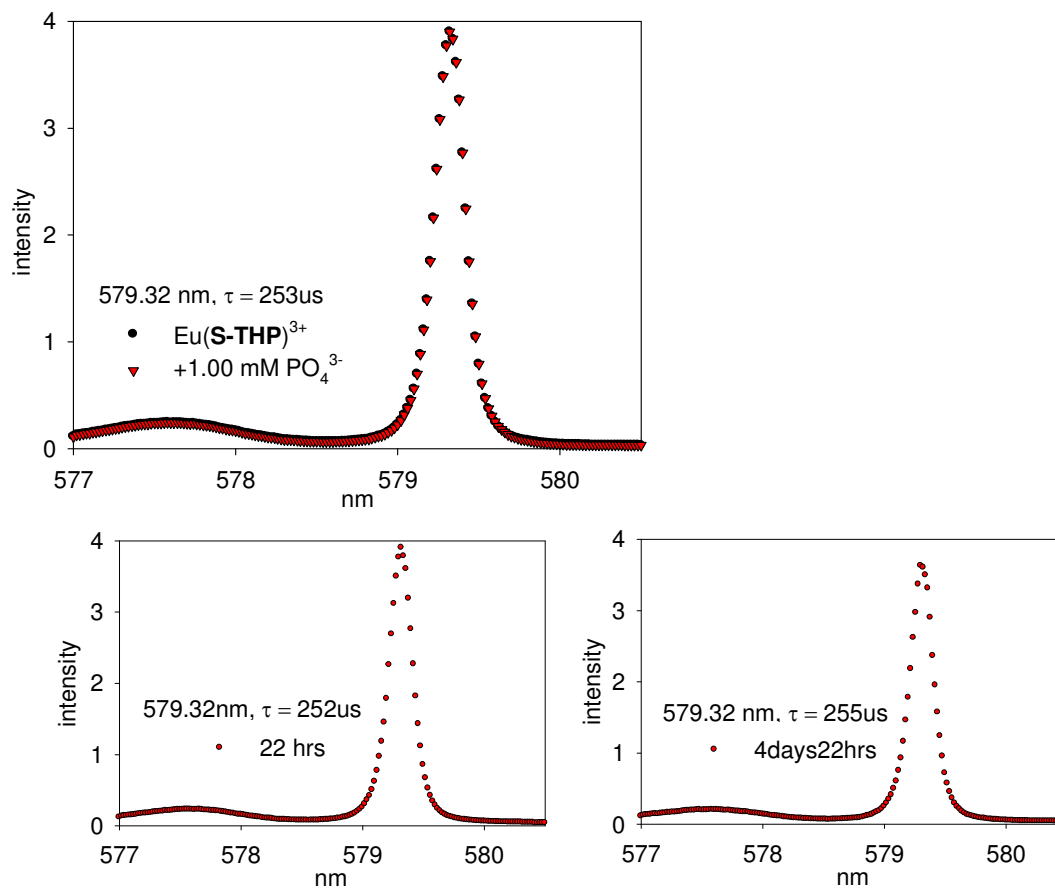 4
3
2
1
0
intensity
579.32 nm, τ = 253us
Eu(S-THP)³⁺
+1.00 mM PO₄³⁻
577 578 579 580
nm
4
3
2
1
0
intensity
579.32nm, τ = 252us
22 hrs
577 578 579 580
nm
4
3
2
1
0
intensity
579.32 nm, τ = 255us
4days22hrs
577 578 579 580
nm